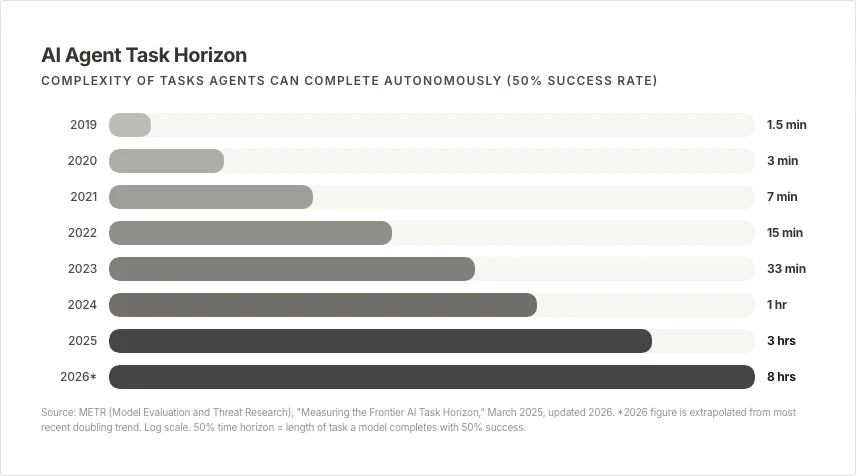 AI Agent Task Horizon
COMPLEXITY OF TASKS AGENTS CAN COMPLETE AUTONOMOUSLY (50% SUCCESS RATE)
2019 1.5 min
2020 3 min
2021 7 min
2022 15 min
2023 33 min
2024 1 hr
2025 3 hrs
2026* 8 hrs
Source: METR (Model Evaluation and Threat Research), "Measuring the Frontier AI Task Horizon," March 2025, updated 2026. *2026 figure is extrapolated from most
recent doubling trend. Log scale. 50% time horizon = length of task a model completes with 50% success.